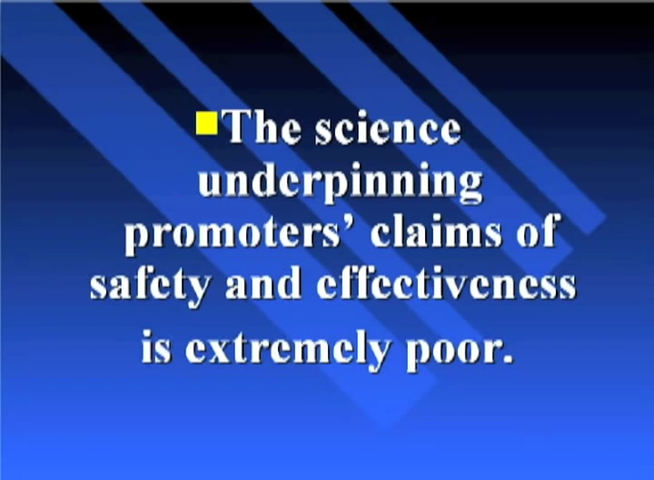 The science
underpinning
promoters' claims of
safety and effectiveness
is extremely poor.